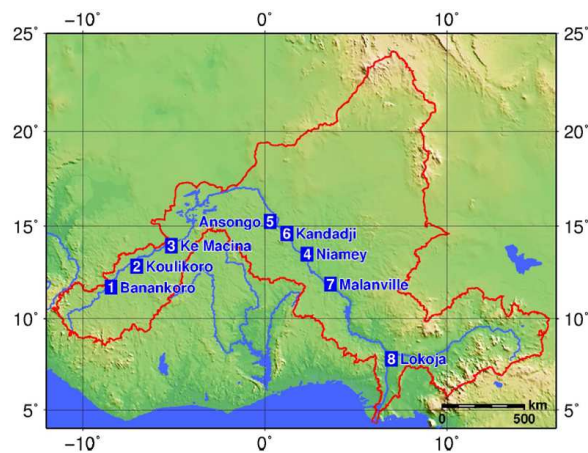 −10° 0° 10°
25° 25°
20° 20°
15° 15°
10° 10°
5° 5°
5 Ansongo
6 Kandadji
3 Ke Macina
4 Niamey
2 Koulikoro
1 Banankoro
7 Malanville
8 Lokoja
km
0 500
−10° 0° 10°